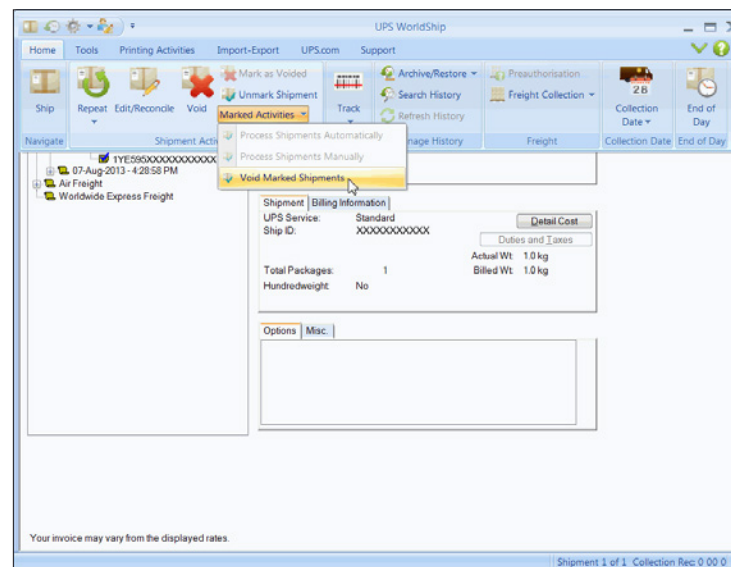 UPS WorldShip
Home Tools Printing Activities Import-Export UPS.com Support
Ship
Repeat
Edit/Reconcile
Void
Mark as Voided
Unmark Shipment
Marked Activities
Track
Archive/Restore
Search History
Refresh History
Preauthorisation
Freight Collection
28
Collection
Date
End of
Day
Navigate
Shipment Acti
mage History
Freight
Collection Date
End of Day
Process Shipments Automatically
Process Shipments Manually
Void Marked Shipments
1YE595XXXXXXXXXXXX
07-Aug-2013 - 4:28:58 PM
Air Freight
Worldwide Express Freight
Shipment Billing Information
UPS Service: Standard
Ship ID: XXXXXXXXXXX
Detail Cost
Duties and Taxes
Actual Wt: 1.0 kg
Total Packages: 1 Billed Wt: 1.0 kg
Hundredweight: No
Options Misc.
Your invoice may vary from the displayed rates.
Shipment 1 of 1 Collection Rec: 0 00 0